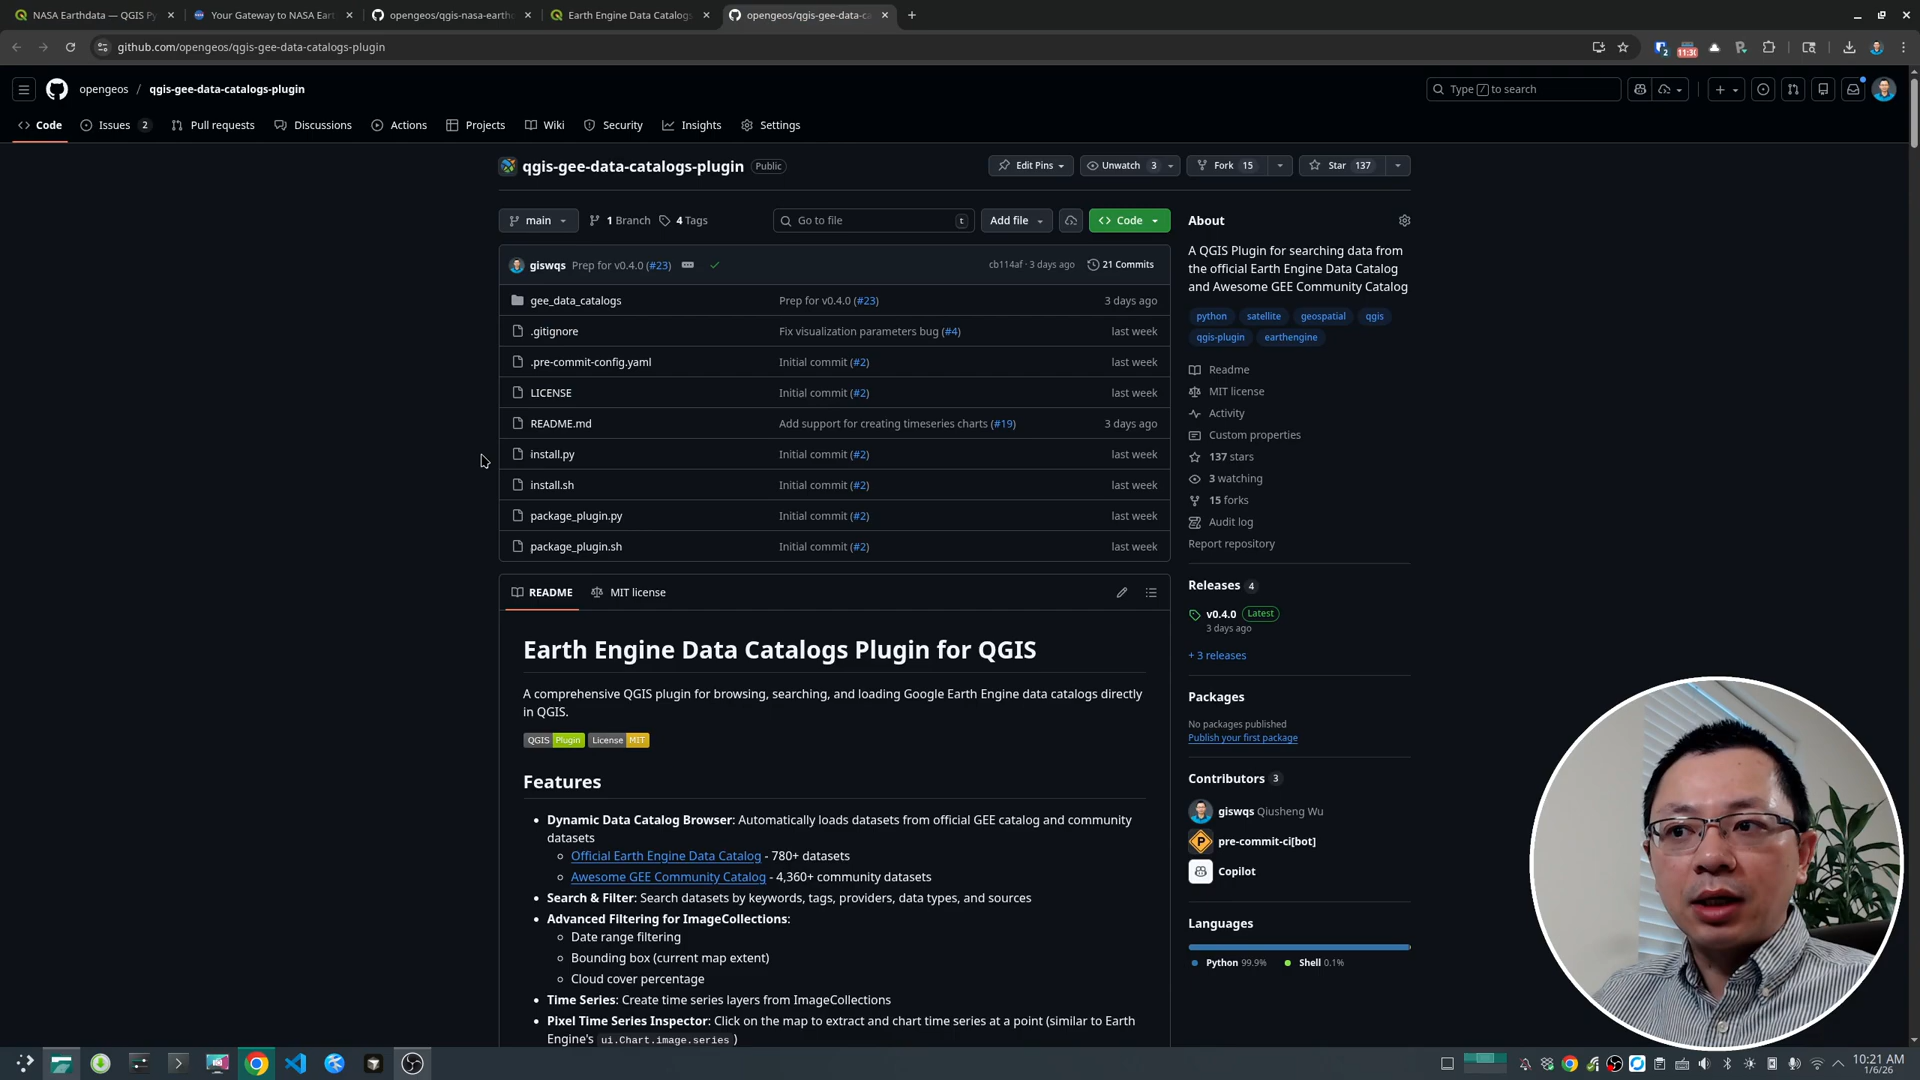 NASA Earthdata — QGIS Py
Your Gateway to NASA Ear
opengeos/qgis-nasa-earth
Earth Engine Data Catalogs
opengeos/qgis-gee-data-ca
github.com/opengeos/qgis-gee-data-catalogs-plugin
2
11:30
opengeos / qgis-gee-data-catalogs-plugin
Type / to search
Code
Issues 2
Pull requests
Discussions
Actions
Projects
Wiki
Security
Insights
Settings
qgis-gee-data-catalogs-plugin Public
Edit Pins
Unwatch 3
Fork 15
Star 137
main
1 Branch
4 Tags
Go to file t
Add file
<> Code
giswqs Prep for v0.4.0 (#23) cb114af · 3 days ago 21 Commits
gee_data_catalogs Prep for v0.4.0 (#23) 3 days ago
.gitignore Fix visualization parameters bug (#4) last week
.pre-commit-config.yaml Initial commit (#2) last week
LICENSE Initial commit (#2) last week
README.md Add support for creating timeseries charts (#19) 3 days ago
install.py Initial commit (#2) last week
install.sh Initial commit (#2) last week
package_plugin.py Initial commit (#2) last week
package_plugin.sh Initial commit (#2) last week
README
MIT license
Earth Engine Data Catalogs Plugin for QGIS
A comprehensive QGIS plugin for browsing, searching, and loading Google Earth Engine data catalogs directly
in QGIS.
QGIS Plugin License MIT
Features
• Dynamic Data Catalog Browser: Automatically loads datasets from official GEE catalog and community
datasets
Official Earth Engine Data Catalog - 780+ datasets
Awesome GEE Community Catalog - 4,360+ community datasets
• Search & Filter: Search datasets by keywords, tags, providers, data types, and sources
• Advanced Filtering for ImageCollections:
Date range filtering
Bounding box (current map extent)
Cloud cover percentage
• Time Series: Create time series layers from ImageCollections
• Pixel Time Series Inspector: Click on the map to extract and chart time series at a point (similar to Earth
Engine's ui.Chart.image.series )
About
A QGIS Plugin for searching data from
the official Earth Engine Data Catalog
and Awesome GEE Community Catalog
python satellite geospatial qgis
qgis-plugin earthengine
Readme
MIT license
Activity
Custom properties
137 stars
3 watching
15 forks
Audit log
Report repository
Releases 4
v0.4.0 Latest
3 days ago
+ 3 releases
Packages
No packages published
Publish your first package
Contributors 3
giswqs Qiusheng Wu
pre-commit-ci[bot]
Copilot
Languages
Python 99.9% Shell 0.1%
10:21 AM
1/6/26